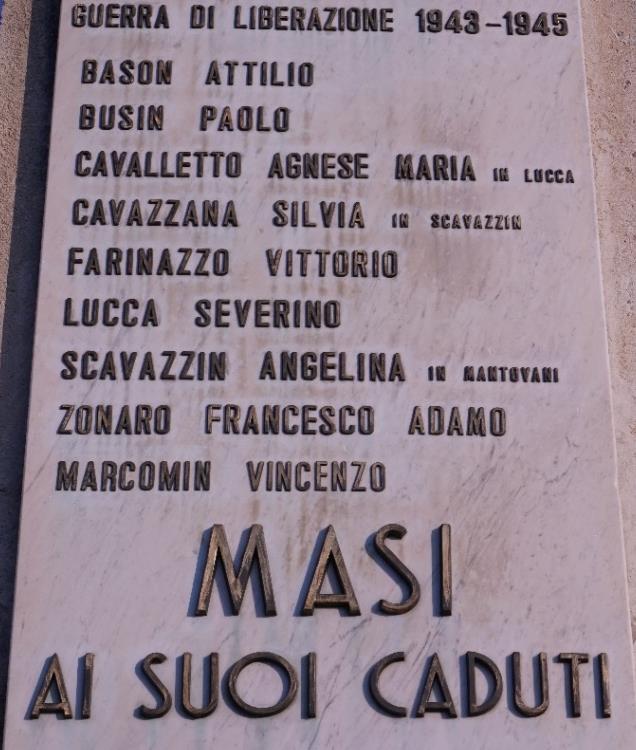 GUERRA DI LIBERAZIONE 1943-1945
BASON ATTILIO
BUSIN PAOLO
CAVALLETTO AGNESE MARIA IN LUCCA
CAVAZZANA SILVIA IN SCAVAZZIN
FARINAZZO VITTORIO
LUCCA SEVERINO
SCAVAZZIN ANGELINA IN MANTOVANI
ZONARO FRANCESCO ADAMO
MARCOMIN VINCENZO
MASI
AI SUOI CADUTI